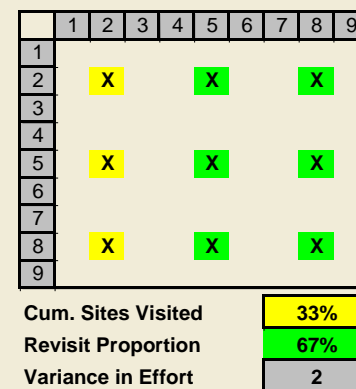 1 2 3 4 5 6 7 8 9
1
2 X X X
3
4
5 X X X
6
7
8 X X X
9
Cum. Sites Visited 33%
Revisit Proportion 67%
Variance in Effort 2